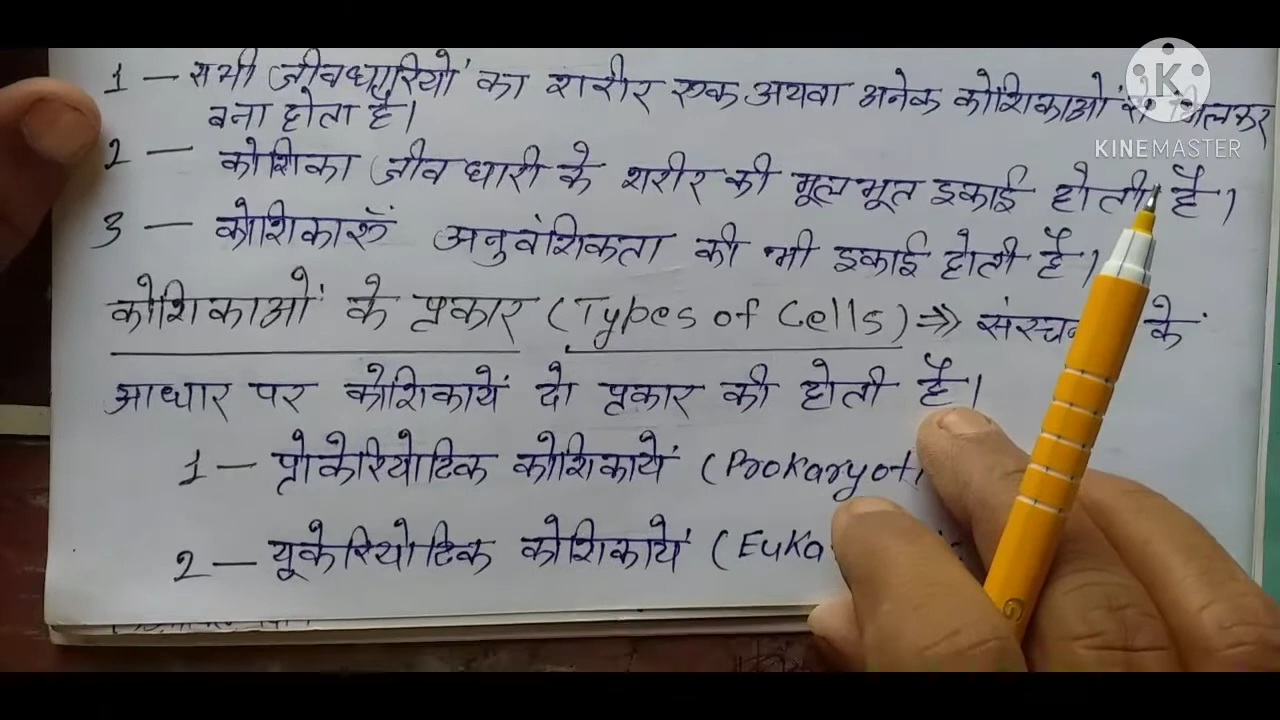 1 — सभी जीवधारियों का शरीर एक अथवा अनेक कोशिकाओं से मिलकर
बना होता है।
2 — कोशिका जीवधारी के शरीर की मूलभूत इकाई होती है।
3 — कोशिकाएँ अनुवंशिकता की भी इकाई होती है।
कोशिकाओं के प्रकार (Types of Cells) ⇒ के
आधार पर कोशिकायें दो प्रकार की होती है।
1 — प्रोकेरियोटिक कोशिकायें (Prokaryoti
2 — यूकेरियोटिक कोशिकायें (EuKa
K
KINEMASTER